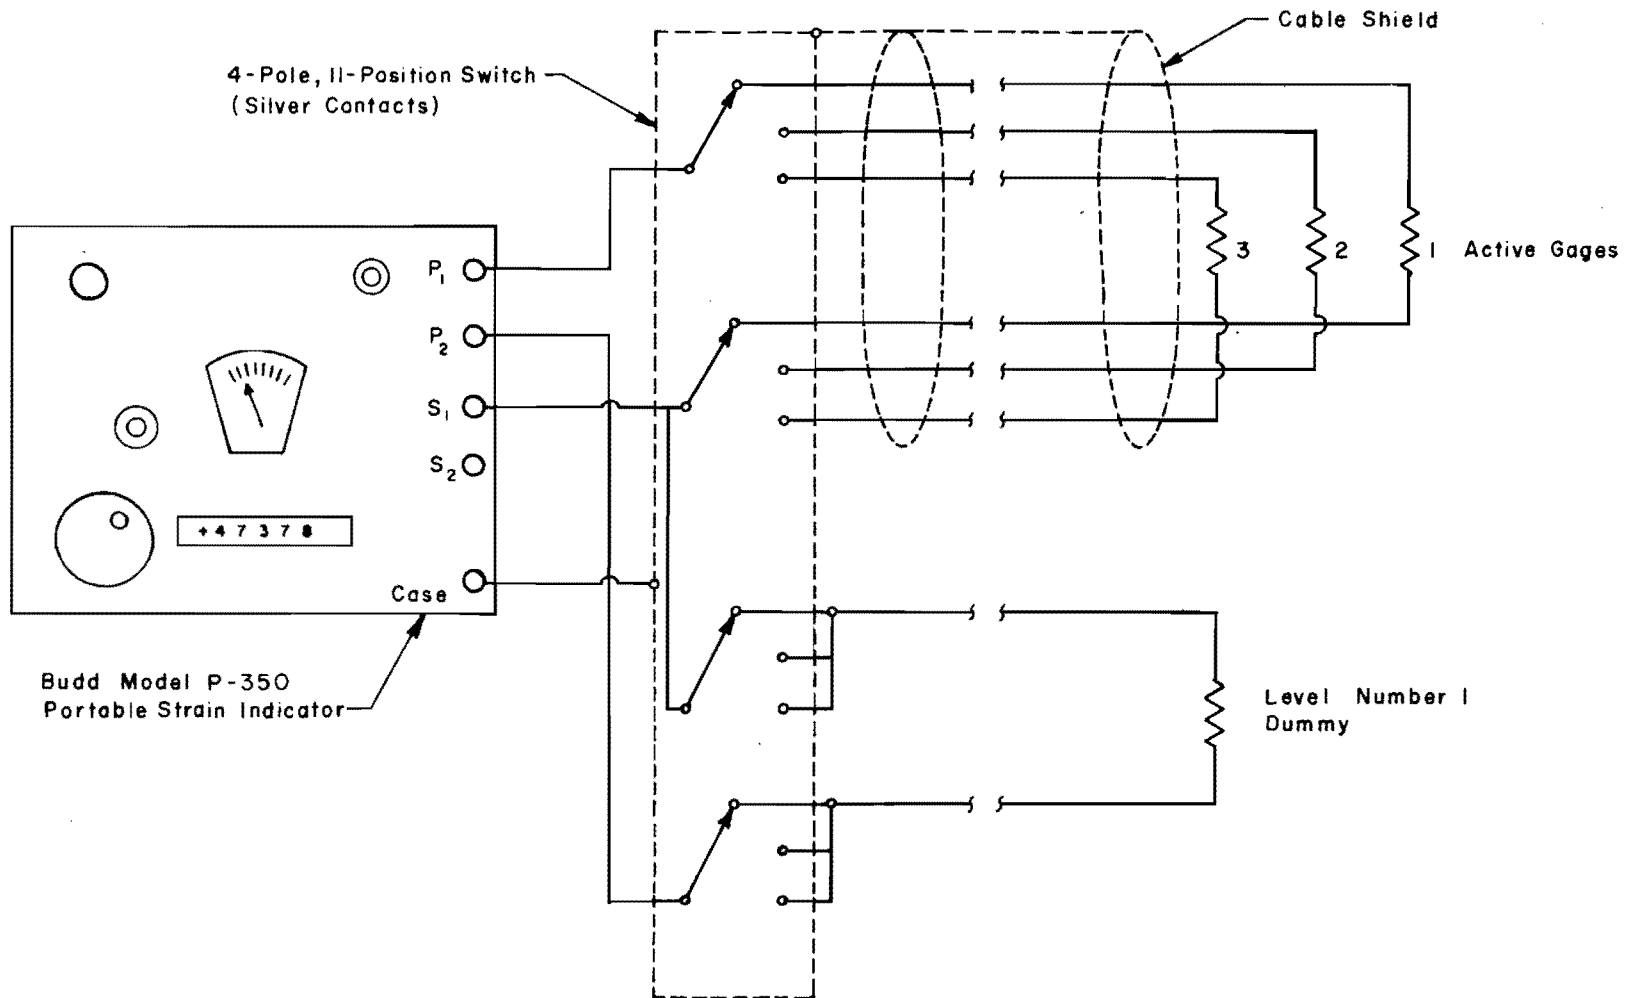 Cable Shield
4-Pole, 11-Position Switch
(Silver Contacts)
P1
3
2
1 Active Gages
P2
S1
S2
+47378
Case
Budd Model P-350
Portable Strain Indicator
Level Number 1
Dummy